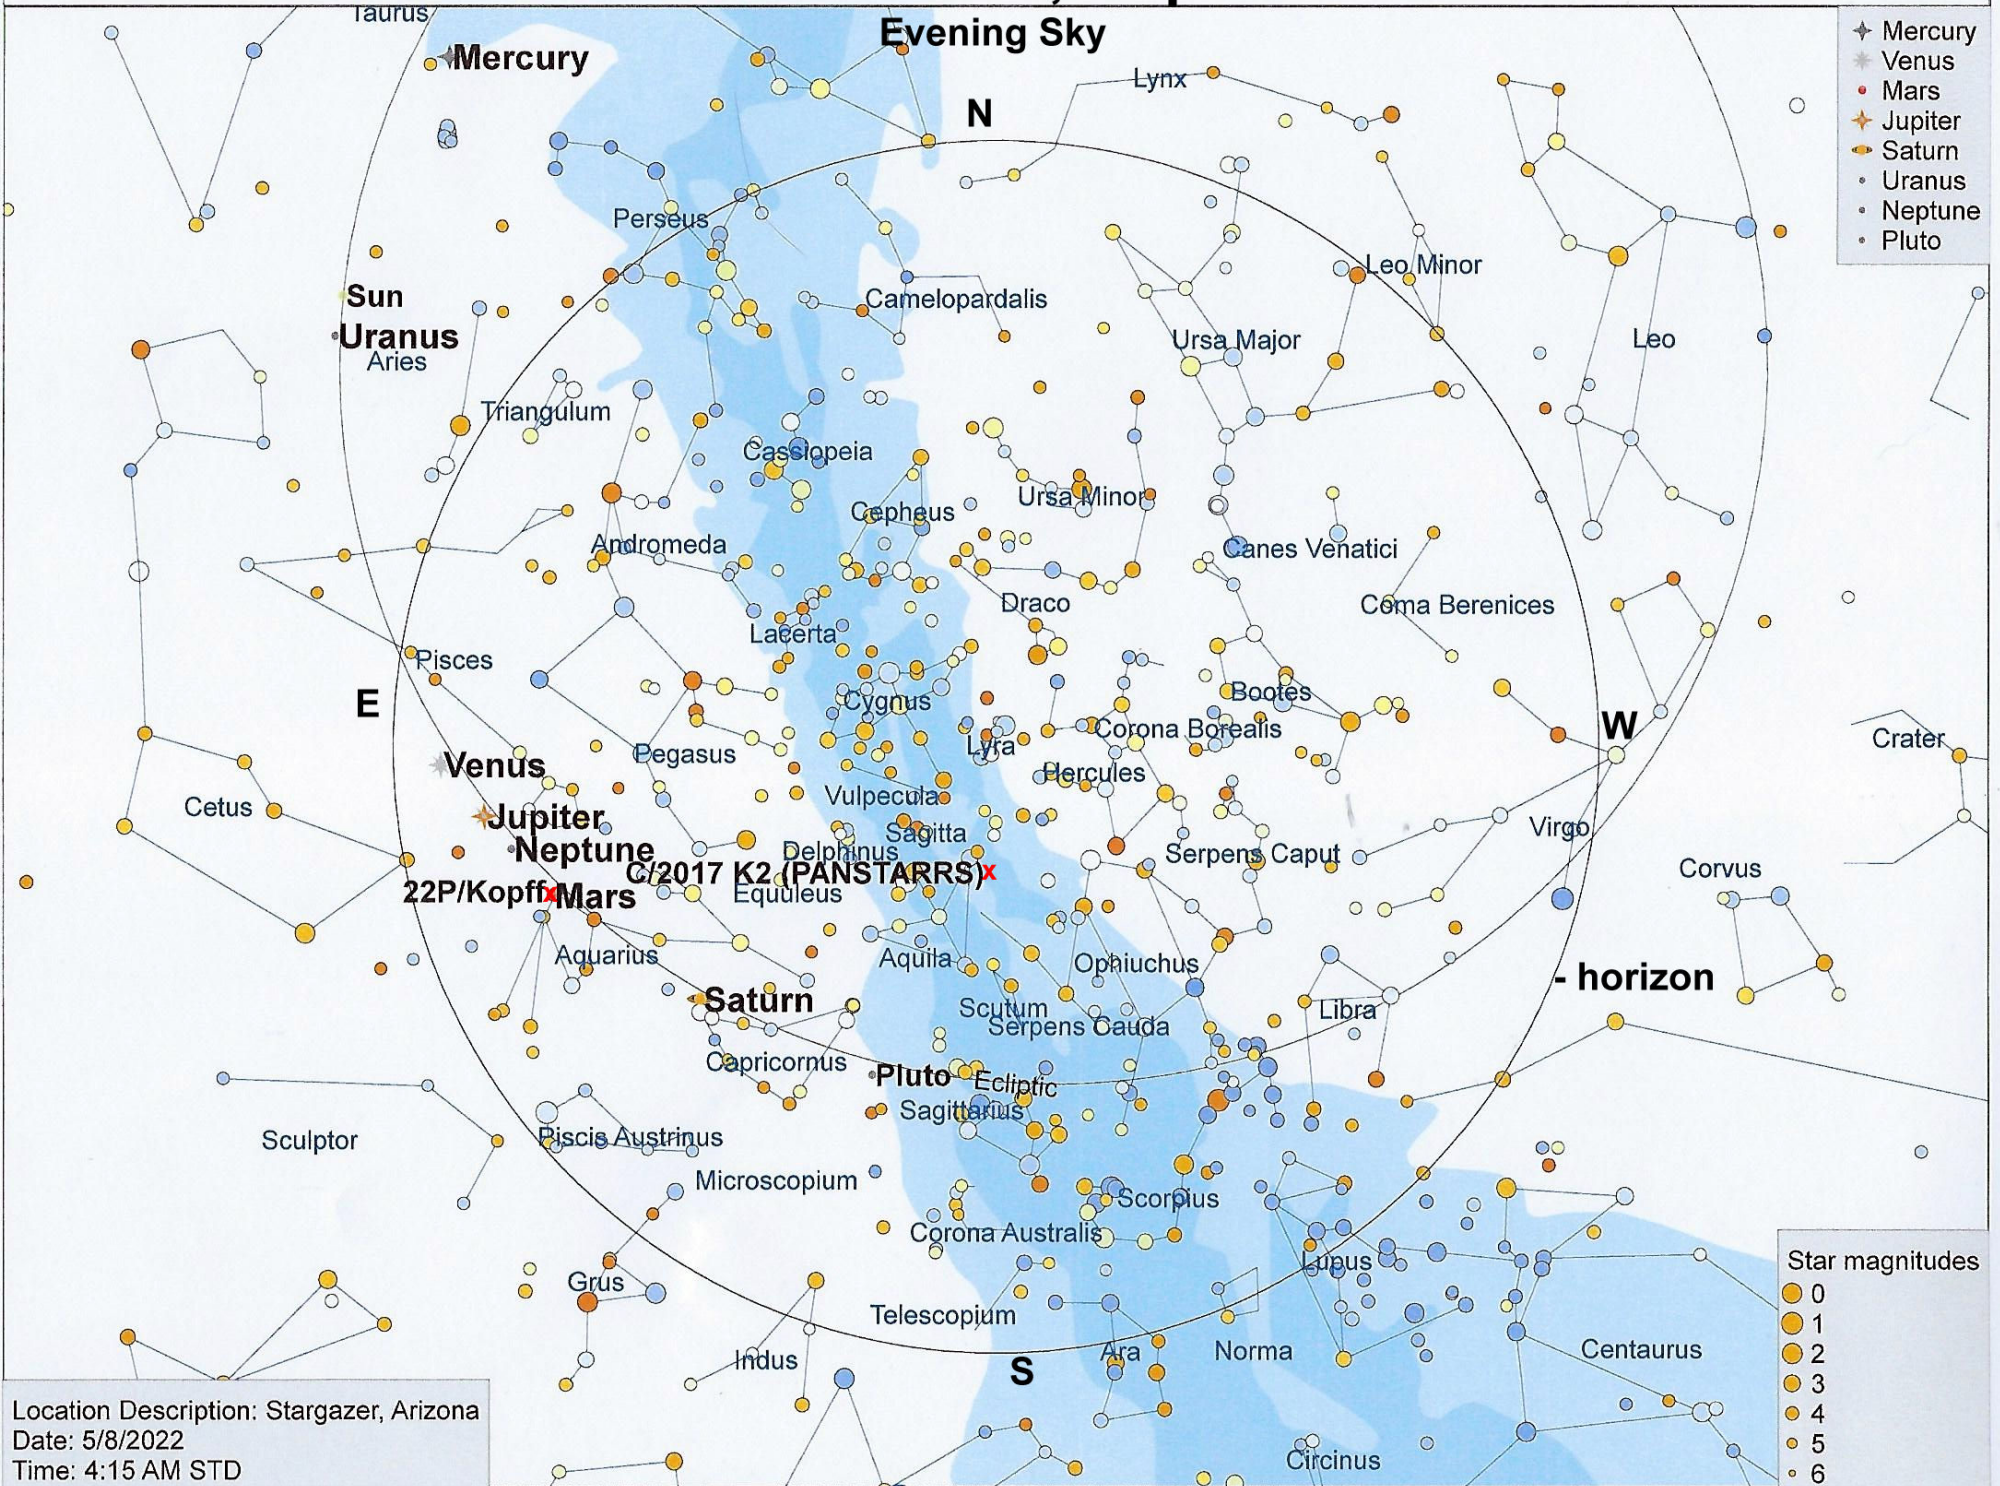 Taurus
Evening Sky
Mercury
Mercury
Venus
Mars
Jupiter
Saturn
Uranus
Neptune
Pluto
Lynx
N
Perseus
Leo Minor
Sun
Camelopardalis
Uranus
Aries
Ursa Major
Leo
Triangulum
Cassiopeia
Ursa Minor
Cepheus
Andromeda
Canes Venatici
Draco
Coma Berenices
Lacerta
Pisces
E
Cygnus
Bootes
W
Corona Borealis
Crater
Lyra
Pegasus
Venus
Hercules
Vulpecula
Cetus
Jupiter
Sagitta
Virgo
Neptune
Delphinus
Serpens Caput
C/2017 K2 (PANSTARRS)x
Corvus
22P/KopffxMars
Equuleus
Aquarius
Aquila
Ophiuchus
- horizon
Saturn
Scutum
Libra
Serpens Cauda
Capricornus
Pluto
Ecliptic
Sagittarius
Sculptor
Piscis Austrinus
Microscopium
Scorpius
Corona Australis
Lupus
Grus
Telescopium
Indus
S
Ara
Norma
Centaurus
Circinus
Star magnitudes
0
1
2
3
4
5
6
Location Description: Stargazer, Arizona
Date: 5/8/2022
Time: 4:15 AM STD